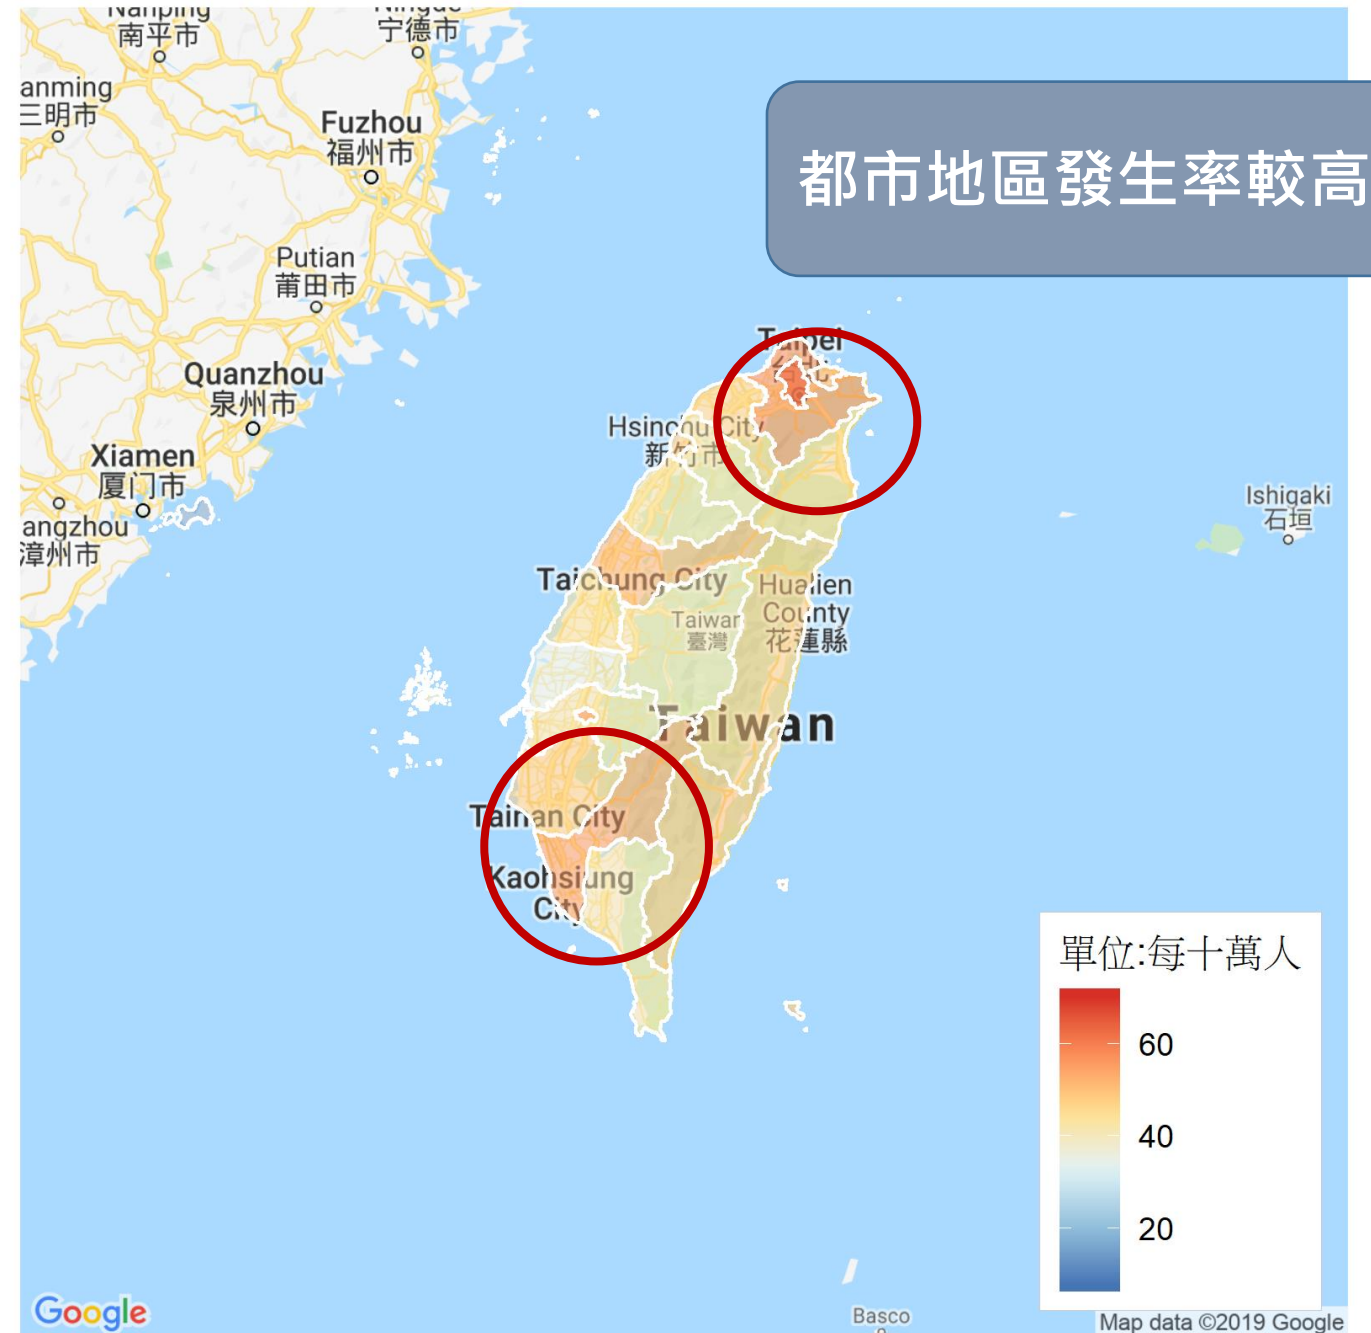 Nanping
南平市
Ningde
宁德市
anming
三明市
Fuzhou
福州市
都市地區發生率較高
Putian
莆田市
Taipei
台北
Quanzhou
泉州市
Hsinchu City
新竹市
Xiamen
厦门市
angzhou
漳州市
Ishigaki
石垣
Taichung City
Hualien
County
花蓮縣
Taiwan
臺灣
Taiwan
Tainan City
Kaohsiung
City
單位:每十萬人
60
40
20
Google
Basco
Map data ©2019 Google